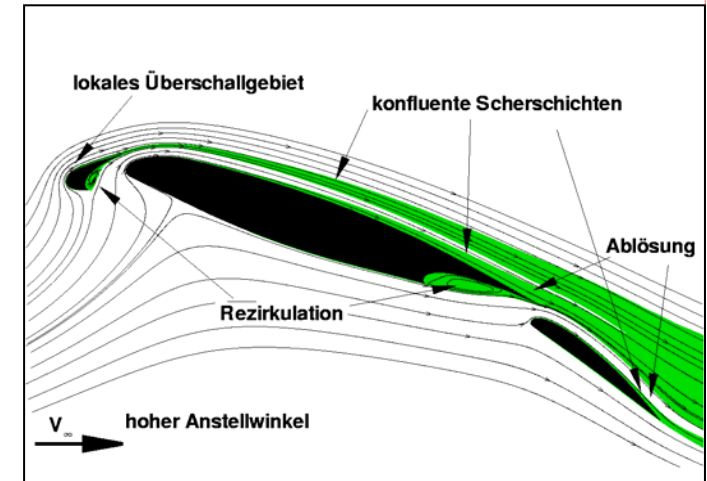 lokales Überschallgebiet
konfluente Scherschichten
Ablösung
Rezirkulation
V∞ hoher Anstellwinkel